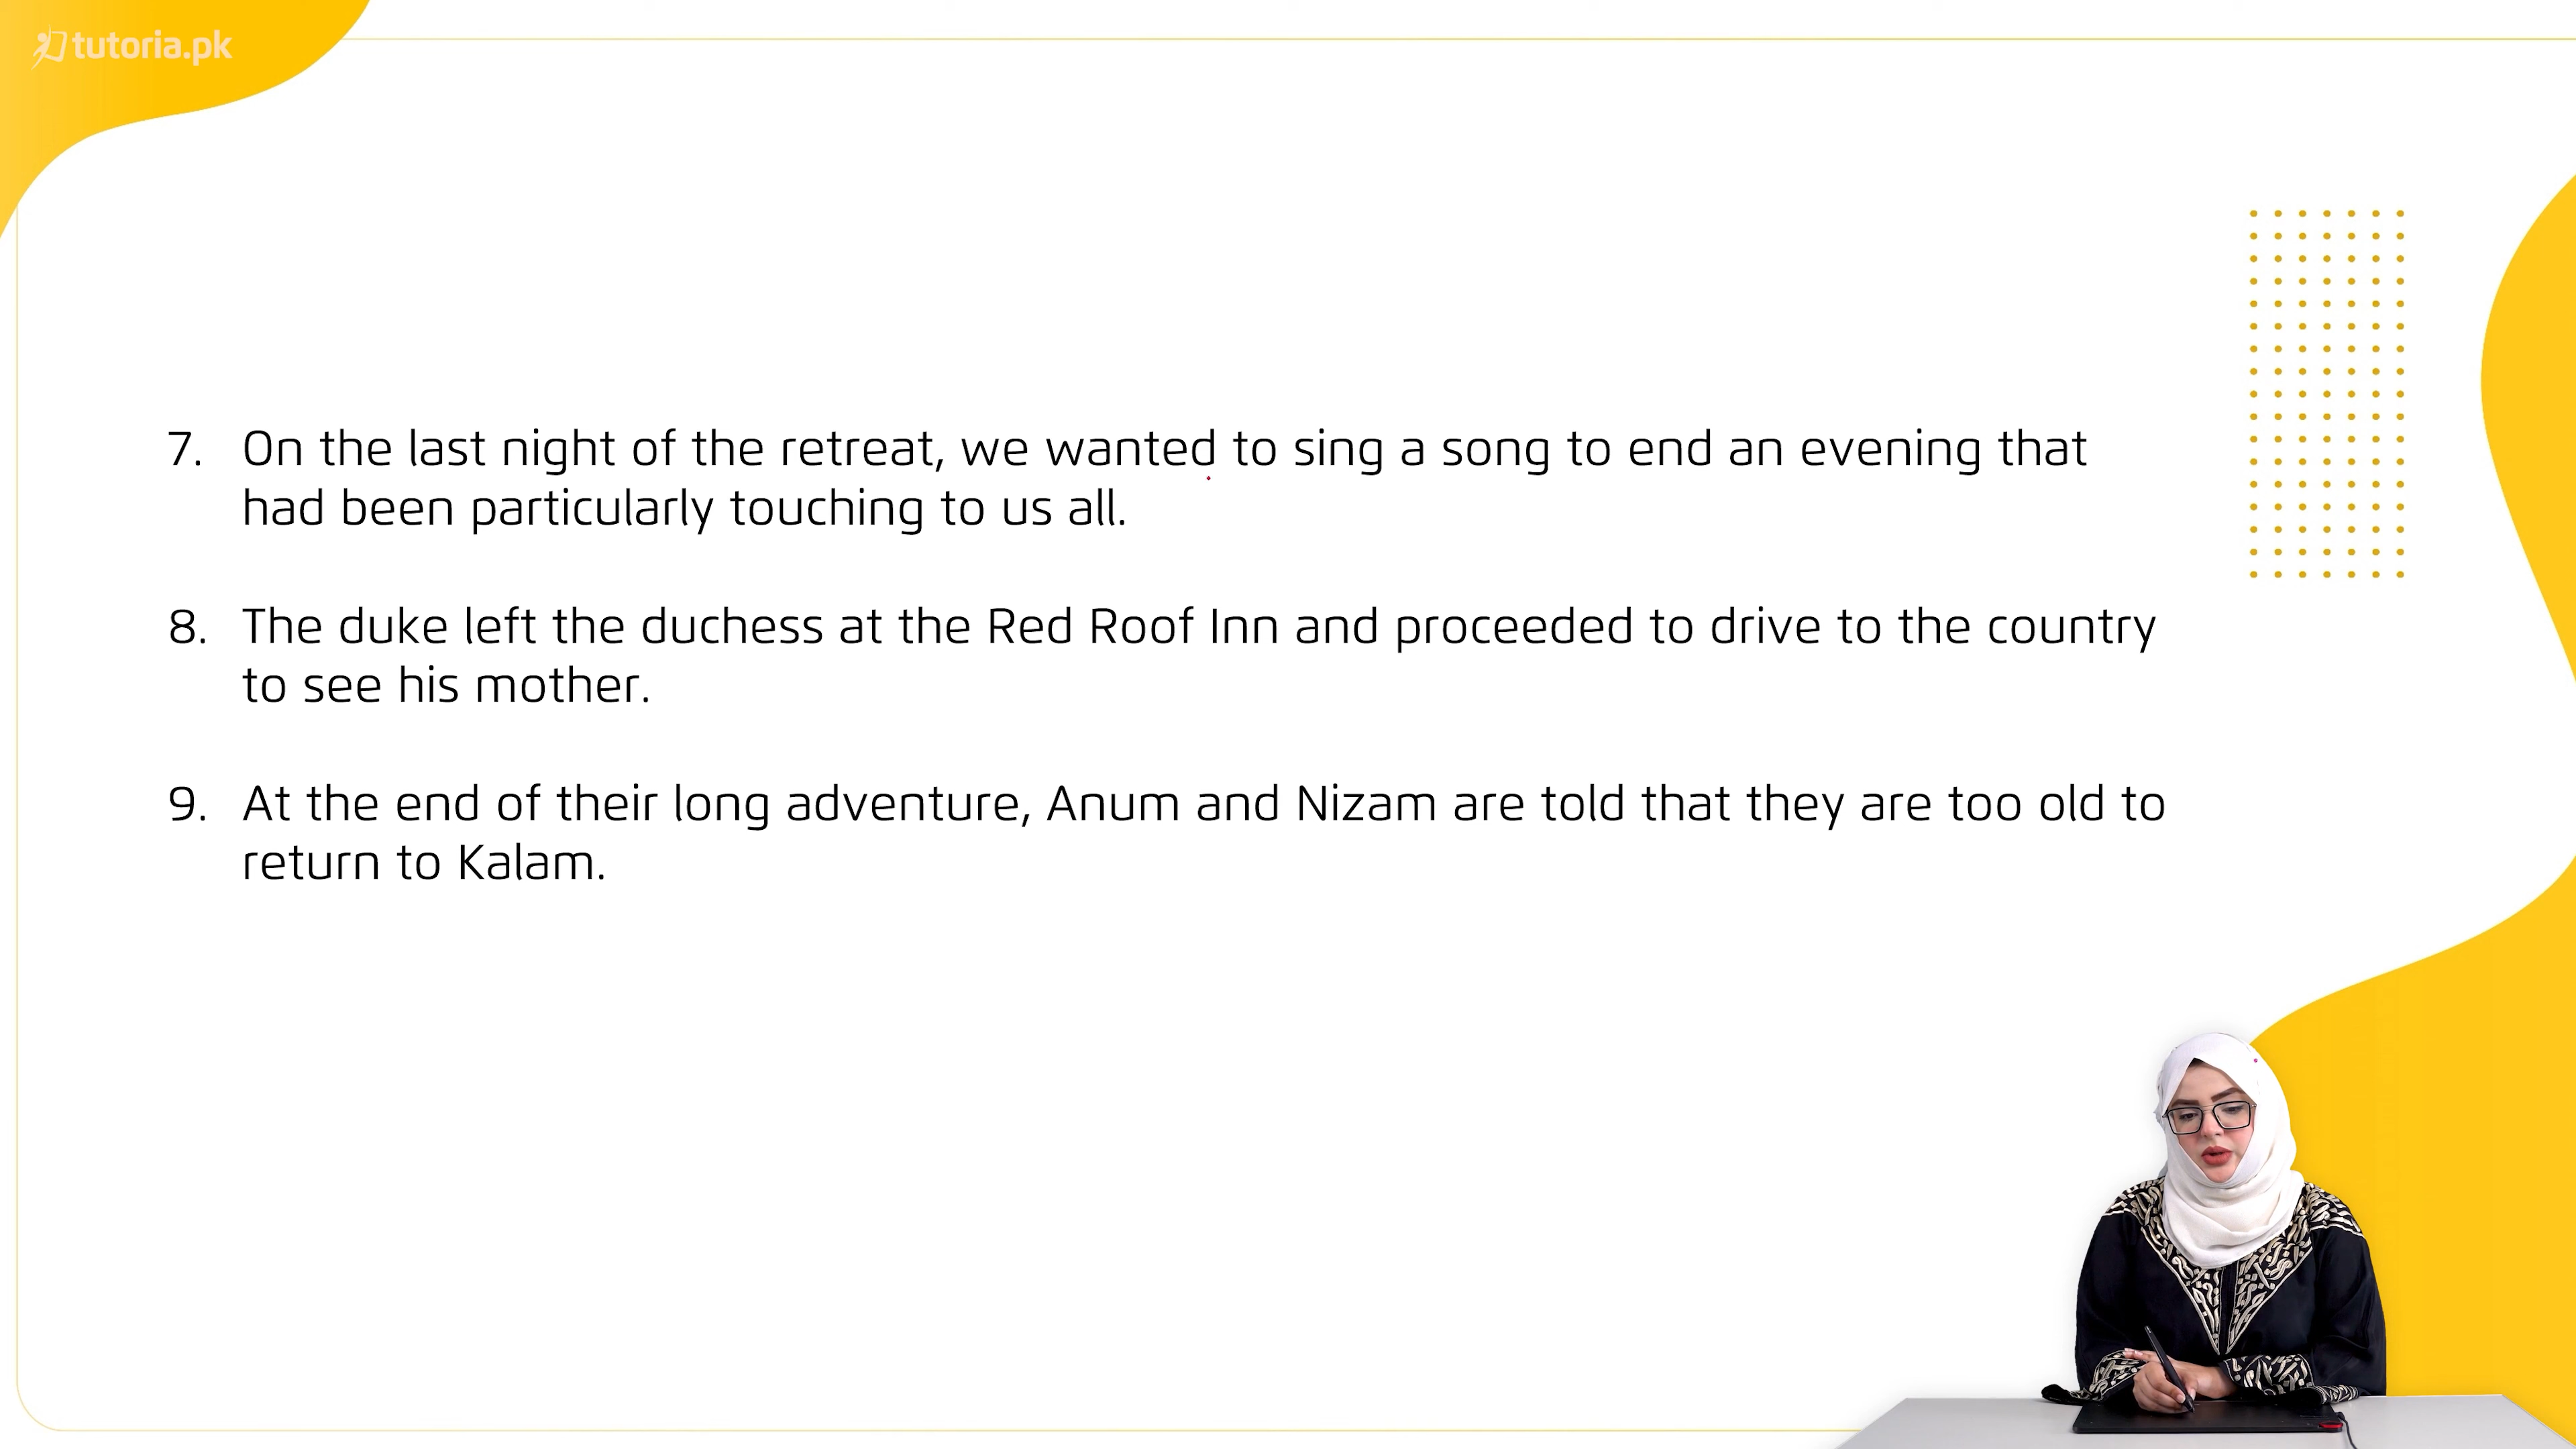 tutoria.pk
7. On the last night of the retreat, we wanted to sing a song to end an evening that
had been particularly touching to us all.
8. The duke left the duchess at the Red Roof Inn and proceeded to drive to the country
to see his mother.
9. At the end of their long adventure, Anum and Nizam are told that they are too old to
return to Kalam.